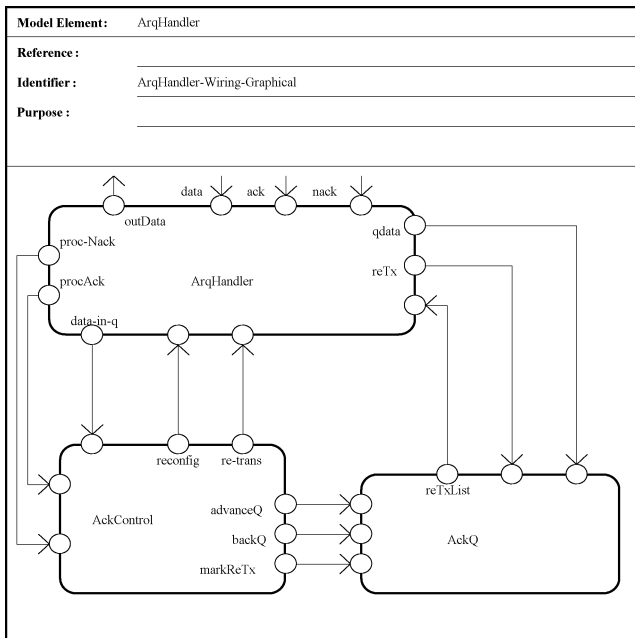 Model Element: ArqHandler
Reference :
Identifier : ArqHandler-Wiring-Graphical
Purpose :
data ack nack
outData
qdata
proc-Nack
reTx
procAck
ArqHandler
data-in-q
reconfig re-trans
reTxList
advanceQ
AckControl
backQ
AckQ
markReTx